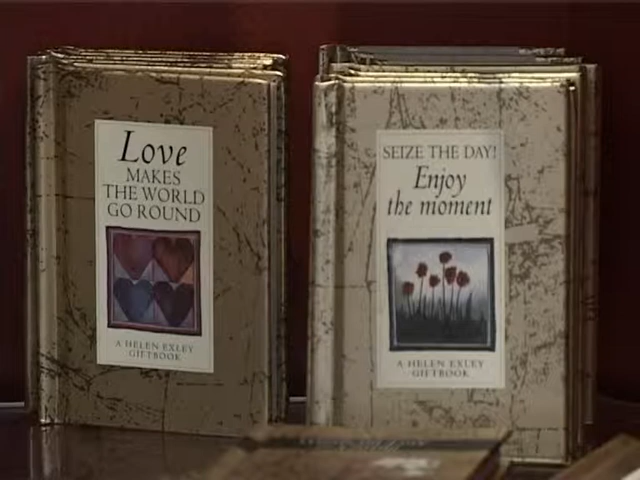 Love
MAKES
THE WORLD
GO ROUND
A HELEN EXLEY
GIFTBOOK
SEIZE THE DAY!
Enjoy
the moment
A HELEN EXLEY
GIFTBOOK